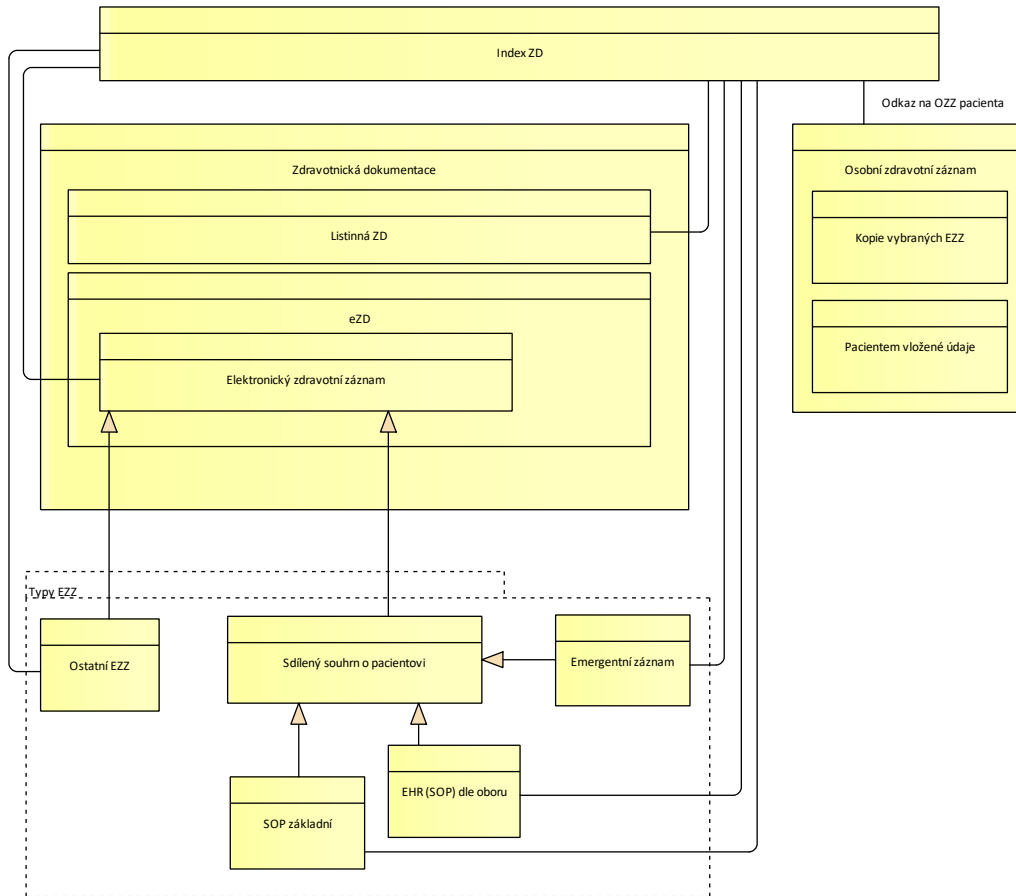 Index ZD
Odkaz na OZZ pacienta
Zdravotnická dokumentace
Osobní zdravotní záznam
Listinná ZD
Kopie vybraných EZZ
eZD
Pacientem vložené údaje
Elektronický zdravotní záznam
Typy EZZ
Ostatní EZZ
Sdílený souhrn o pacientovi
Emergentní záznam
EHR (SOP) dle oboru
SOP základní